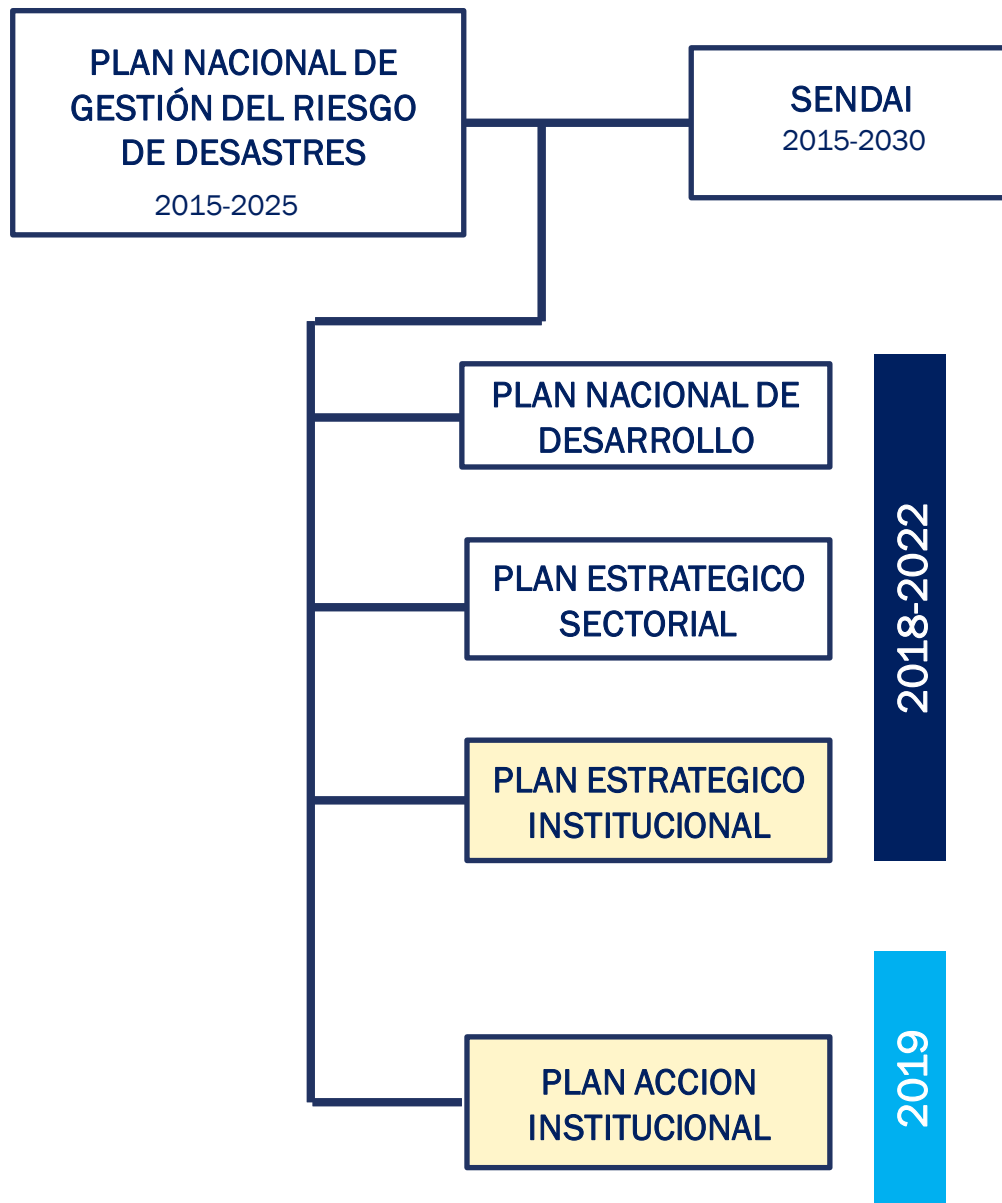 PLAN NACIONAL DE
GESTIÓN DEL RIESGO
DE DESASTRES
2015-2025
SENDAI
2015-2030
PLAN NACIONAL DE
DESARROLLO
PLAN ESTRATEGICO
SECTORIAL
PLAN ESTRATEGICO
INSTITUCIONAL
2018-2022
PLAN ACCION
INSTITUCIONAL
2019